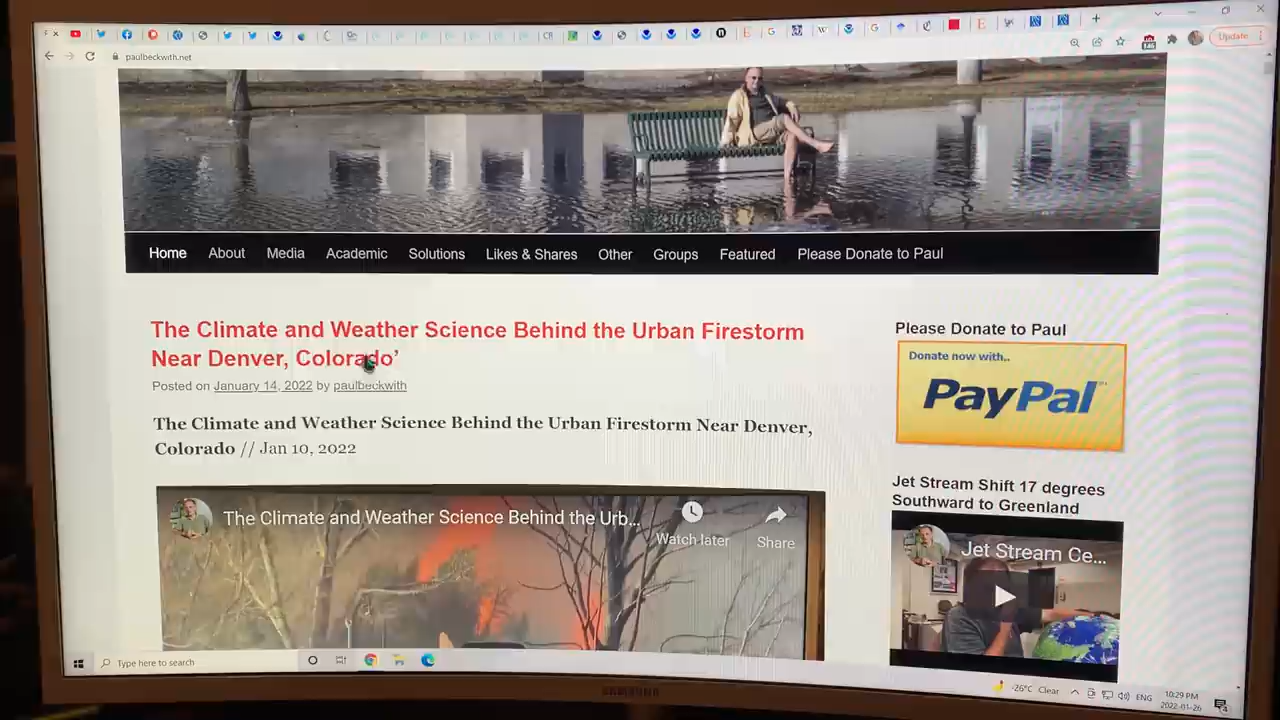 paulbeckwith.net
Update
146
Home About Media Academic Solutions Likes & Shares Other Groups Featured Please Donate to Paul
The Climate and Weather Science Behind the Urban Firestorm
Near Denver, Colorado’
Posted on January 14, 2022 by paulbeckwith
The Climate and Weather Science Behind the Urban Firestorm Near Denver,
Colorado // Jan 10, 2022
The Climate and Weather Science Behind the Urb...
Watch later
Share
Please Donate to Paul
Donate now with..
PayPal
Jet Stream Shift 17 degrees
Southward to Greenland
Jet Stream Ce...
Type here to search
-26°C Clear
ENG
10:29 PM
2022-01-26
SAMSUNG